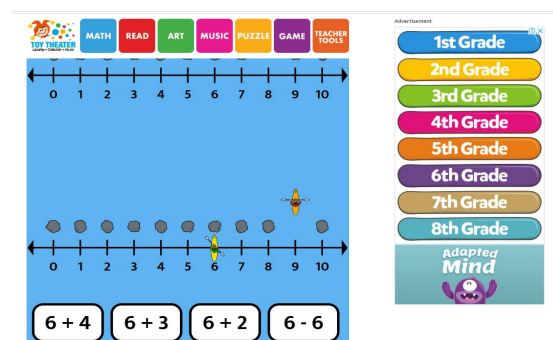 Advertisement
TOY THEATER
LEARN • CREATE • PLAY
MATH
READ
ART
MUSIC
PUZZLE
GAME
TEACHER
TOOLS
0 1 2 3 4 5 6 7 8 9 10
0 1 2 3 4 5 6 7 8 9 10
6 + 4
6 + 3
6 + 2
6 - 6
1st Grade
2nd Grade
3rd Grade
4th Grade
5th Grade
6th Grade
7th Grade
8th Grade
Adapted
Mind